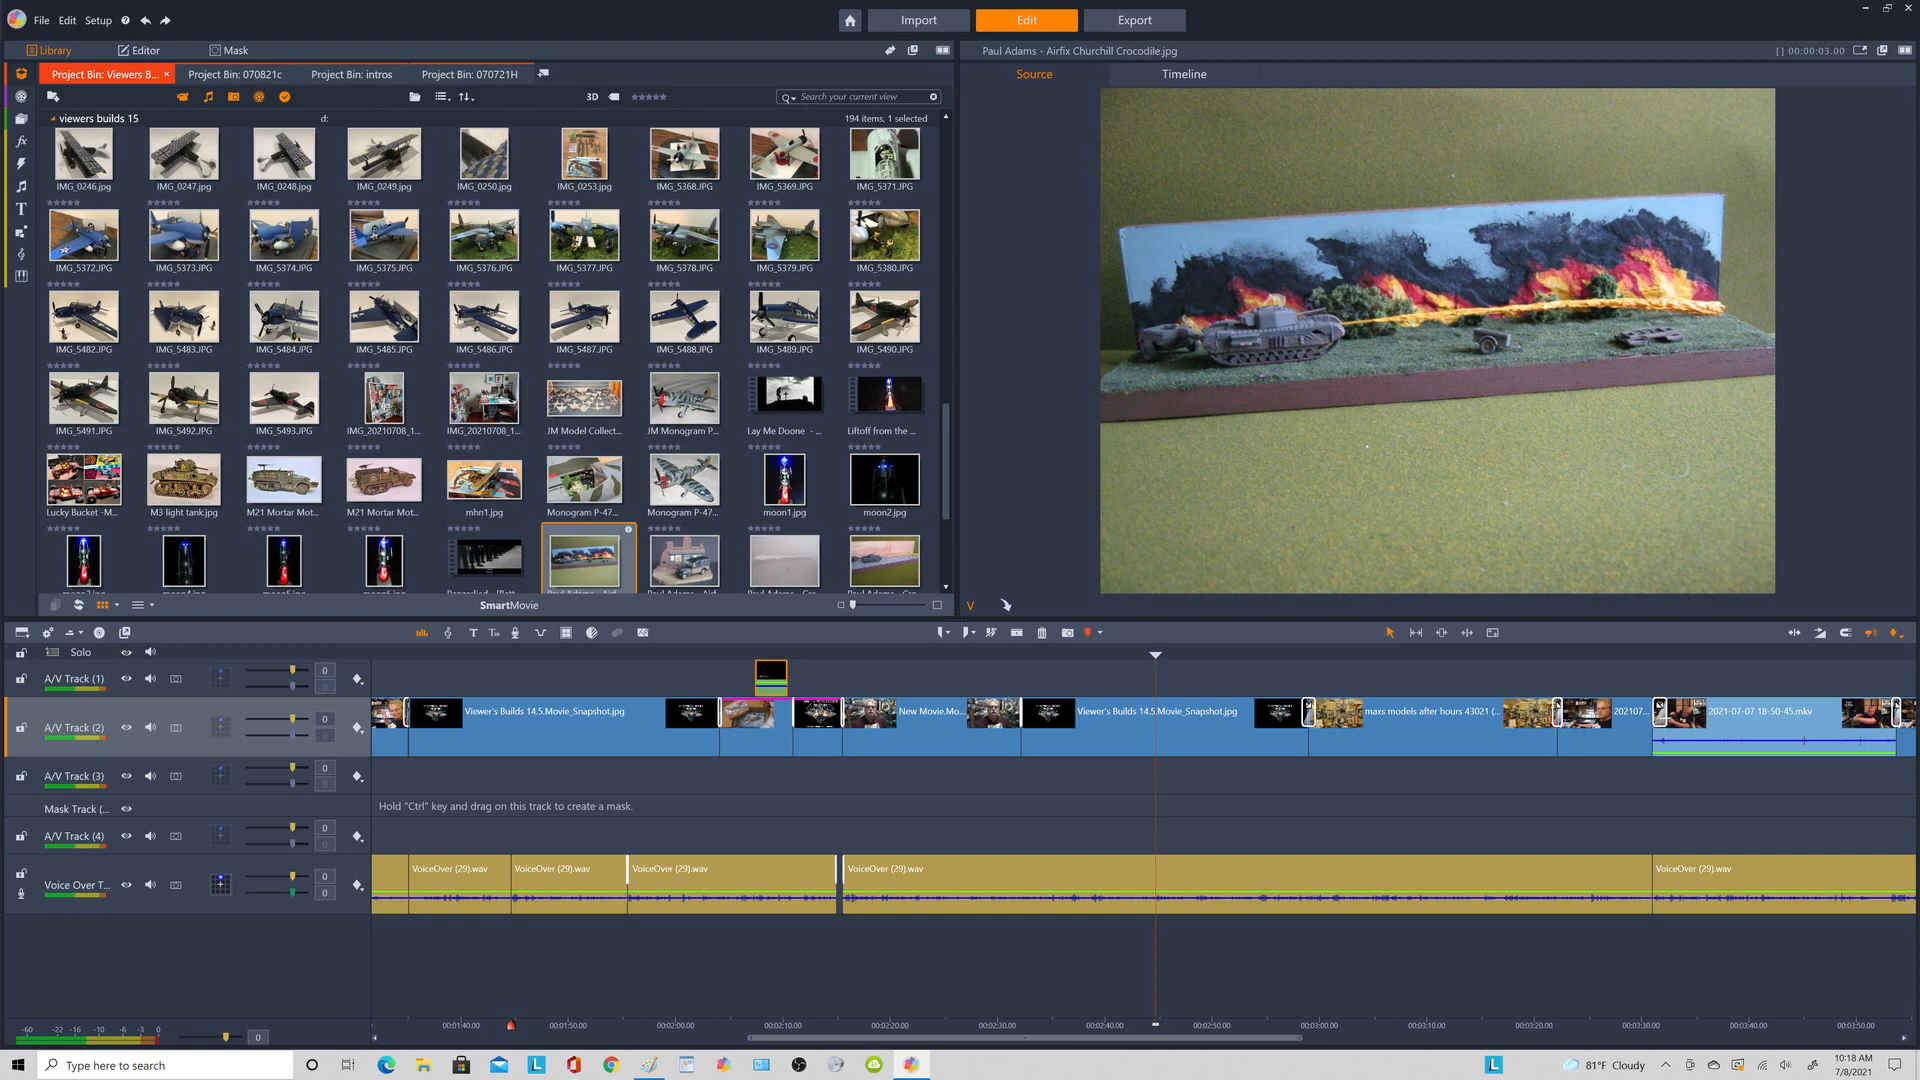 File Edit Setup
Import Edit Export
Library Editor Mask
Paul Adams - Airfix Churchill Crocodile.jpg
[ ] 00:00:03.00
Project Bin: Viewers B... × Project Bin: 070821c Project Bin: intros Project Bin: 070721H
Source Timeline
3D Search your current view
viewers builds 15 d: 194 items, 1 selected
IMG_0246.jpg IMG_0247.jpg IMG_0248.jpg IMG_0249.jpg IMG_0250.jpg IMG_0253.jpg IMG_5368.JPG IMG_5369.JPG IMG_5371.JPG
IMG_5372.JPG IMG_5373.JPG IMG_5374.JPG IMG_5375.JPG IMG_5376.JPG IMG_5377.JPG IMG_5378.JPG IMG_5379.JPG IMG_5380.JPG
IMG_5482.JPG IMG_5483.JPG IMG_5484.JPG IMG_5485.JPG IMG_5486.JPG IMG_5487.JPG IMG_5488.JPG IMG_5489.JPG IMG_5490.JPG
IMG_5491.JPG IMG_5492.JPG IMG_5493.JPG IMG_20210708_1... IMG_20210708_1... JM Model Collect... JM Monogram P... Lay Me Doone - ... Liftoff from the ...
Lucky Bucket -M... M3 light tank.jpg M21 Mortar Mot... M21 Mortar Mot... mhn1.jpg Monogram P-47... Monogram P-47... moon1.jpg moon2.jpg
SmartMovie
V
Solo
A/V Track (1) 0
A/V Track (2) 0
Viewer's Builds 14.5.Movie_Snapshot.jpg New Movie.Mo... Viewer's Builds 14.5.Movie_Snapshot.jpg maxs models after hours 43021 (... 202107... 2021-07-07 18-50-45.mkv
A/V Track (3) 0
Mask Track (... Hold "Ctrl" key and drag on this track to create a mask.
A/V Track (4) 0
Voice Over T... 0
0
VoiceOver (29).wav VoiceOver (29).wav VoiceOver (29).wav VoiceOver (29).wav VoiceOver (29).wav
-60 -22 -16 -10 -6 -3 0
0
00:01:40.00 00:01:50.00 00:02:00.00 00:02:10.00 00:02:20.00 00:02:30.00 00:02:40.00 00:02:50.00 00:03:00.00 00:03:10.00 00:03:20.00 00:03:30.00 00:03:40.00 00:03:50.00
Type here to search
81°F Cloudy
10:18 AM
7/8/2021